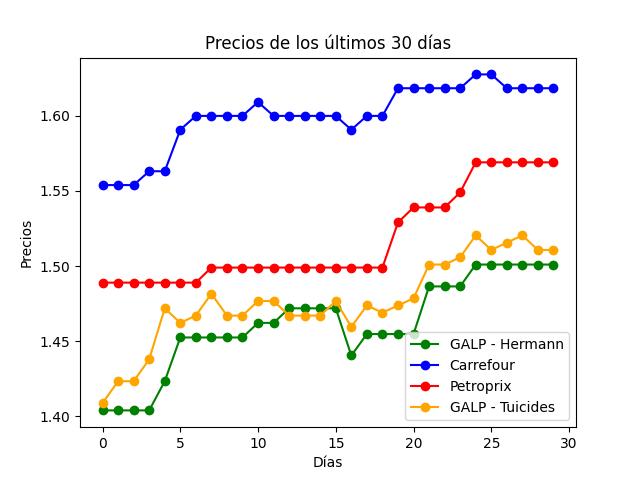 Precios de los últimos 30 días
Precios
1.60
1.55
1.50
1.45
1.40
GALP - Hermann
Carrefour
Petroprix
GALP - Tuicides
0 5 10 15 20 25 30
Días